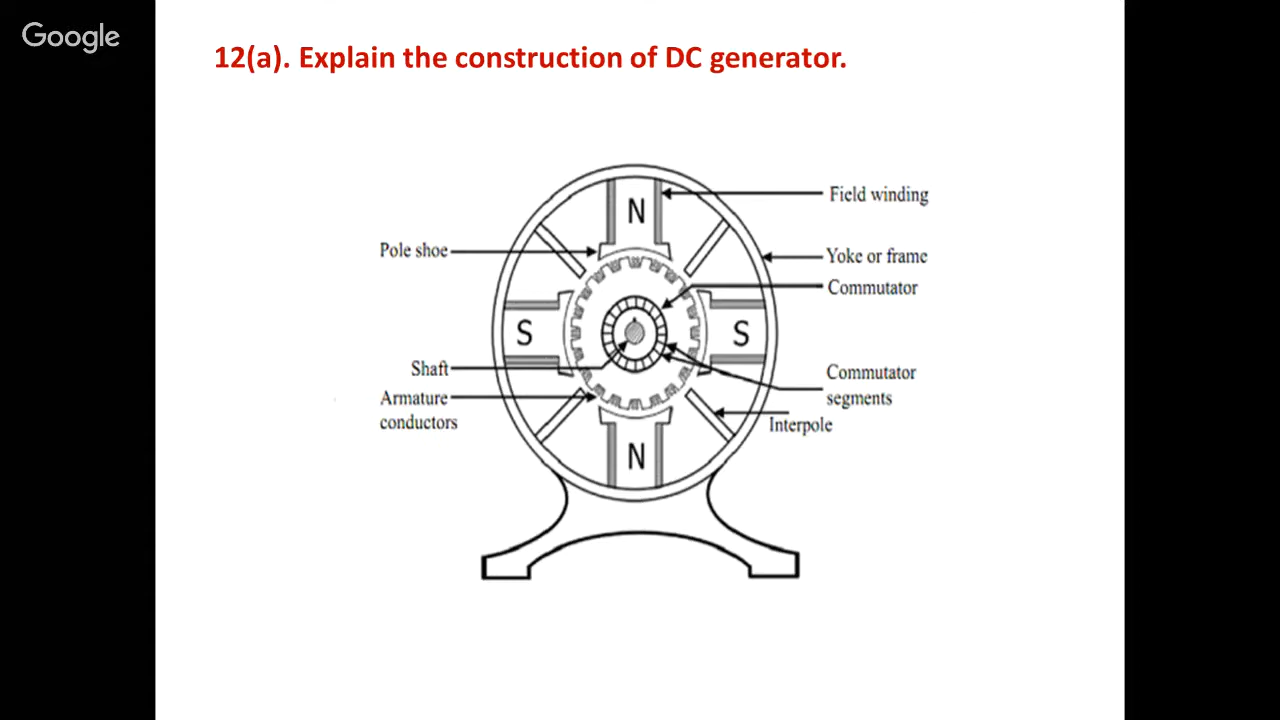 Google
12(a). Explain the construction of DC generator.
Field winding
N
Pole shoe
Yoke or frame
Commutator
S
S
Shaft
Commutator
segments
Armature
conductors
Interpole
N